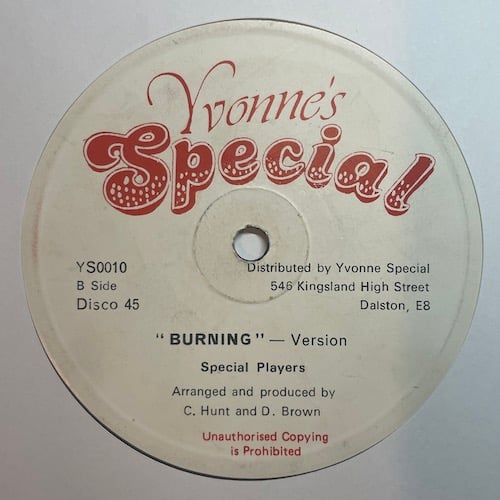 Yvonne's
Special
YS0010
B Side
Disco 45
Distributed by Yvonne Special
546 Kingsland High Street
Dalston, E8
"BURNING" — Version
Special Players
Arranged and produced by
C. Hunt and D. Brown
Unauthorised Copying
is Prohibited